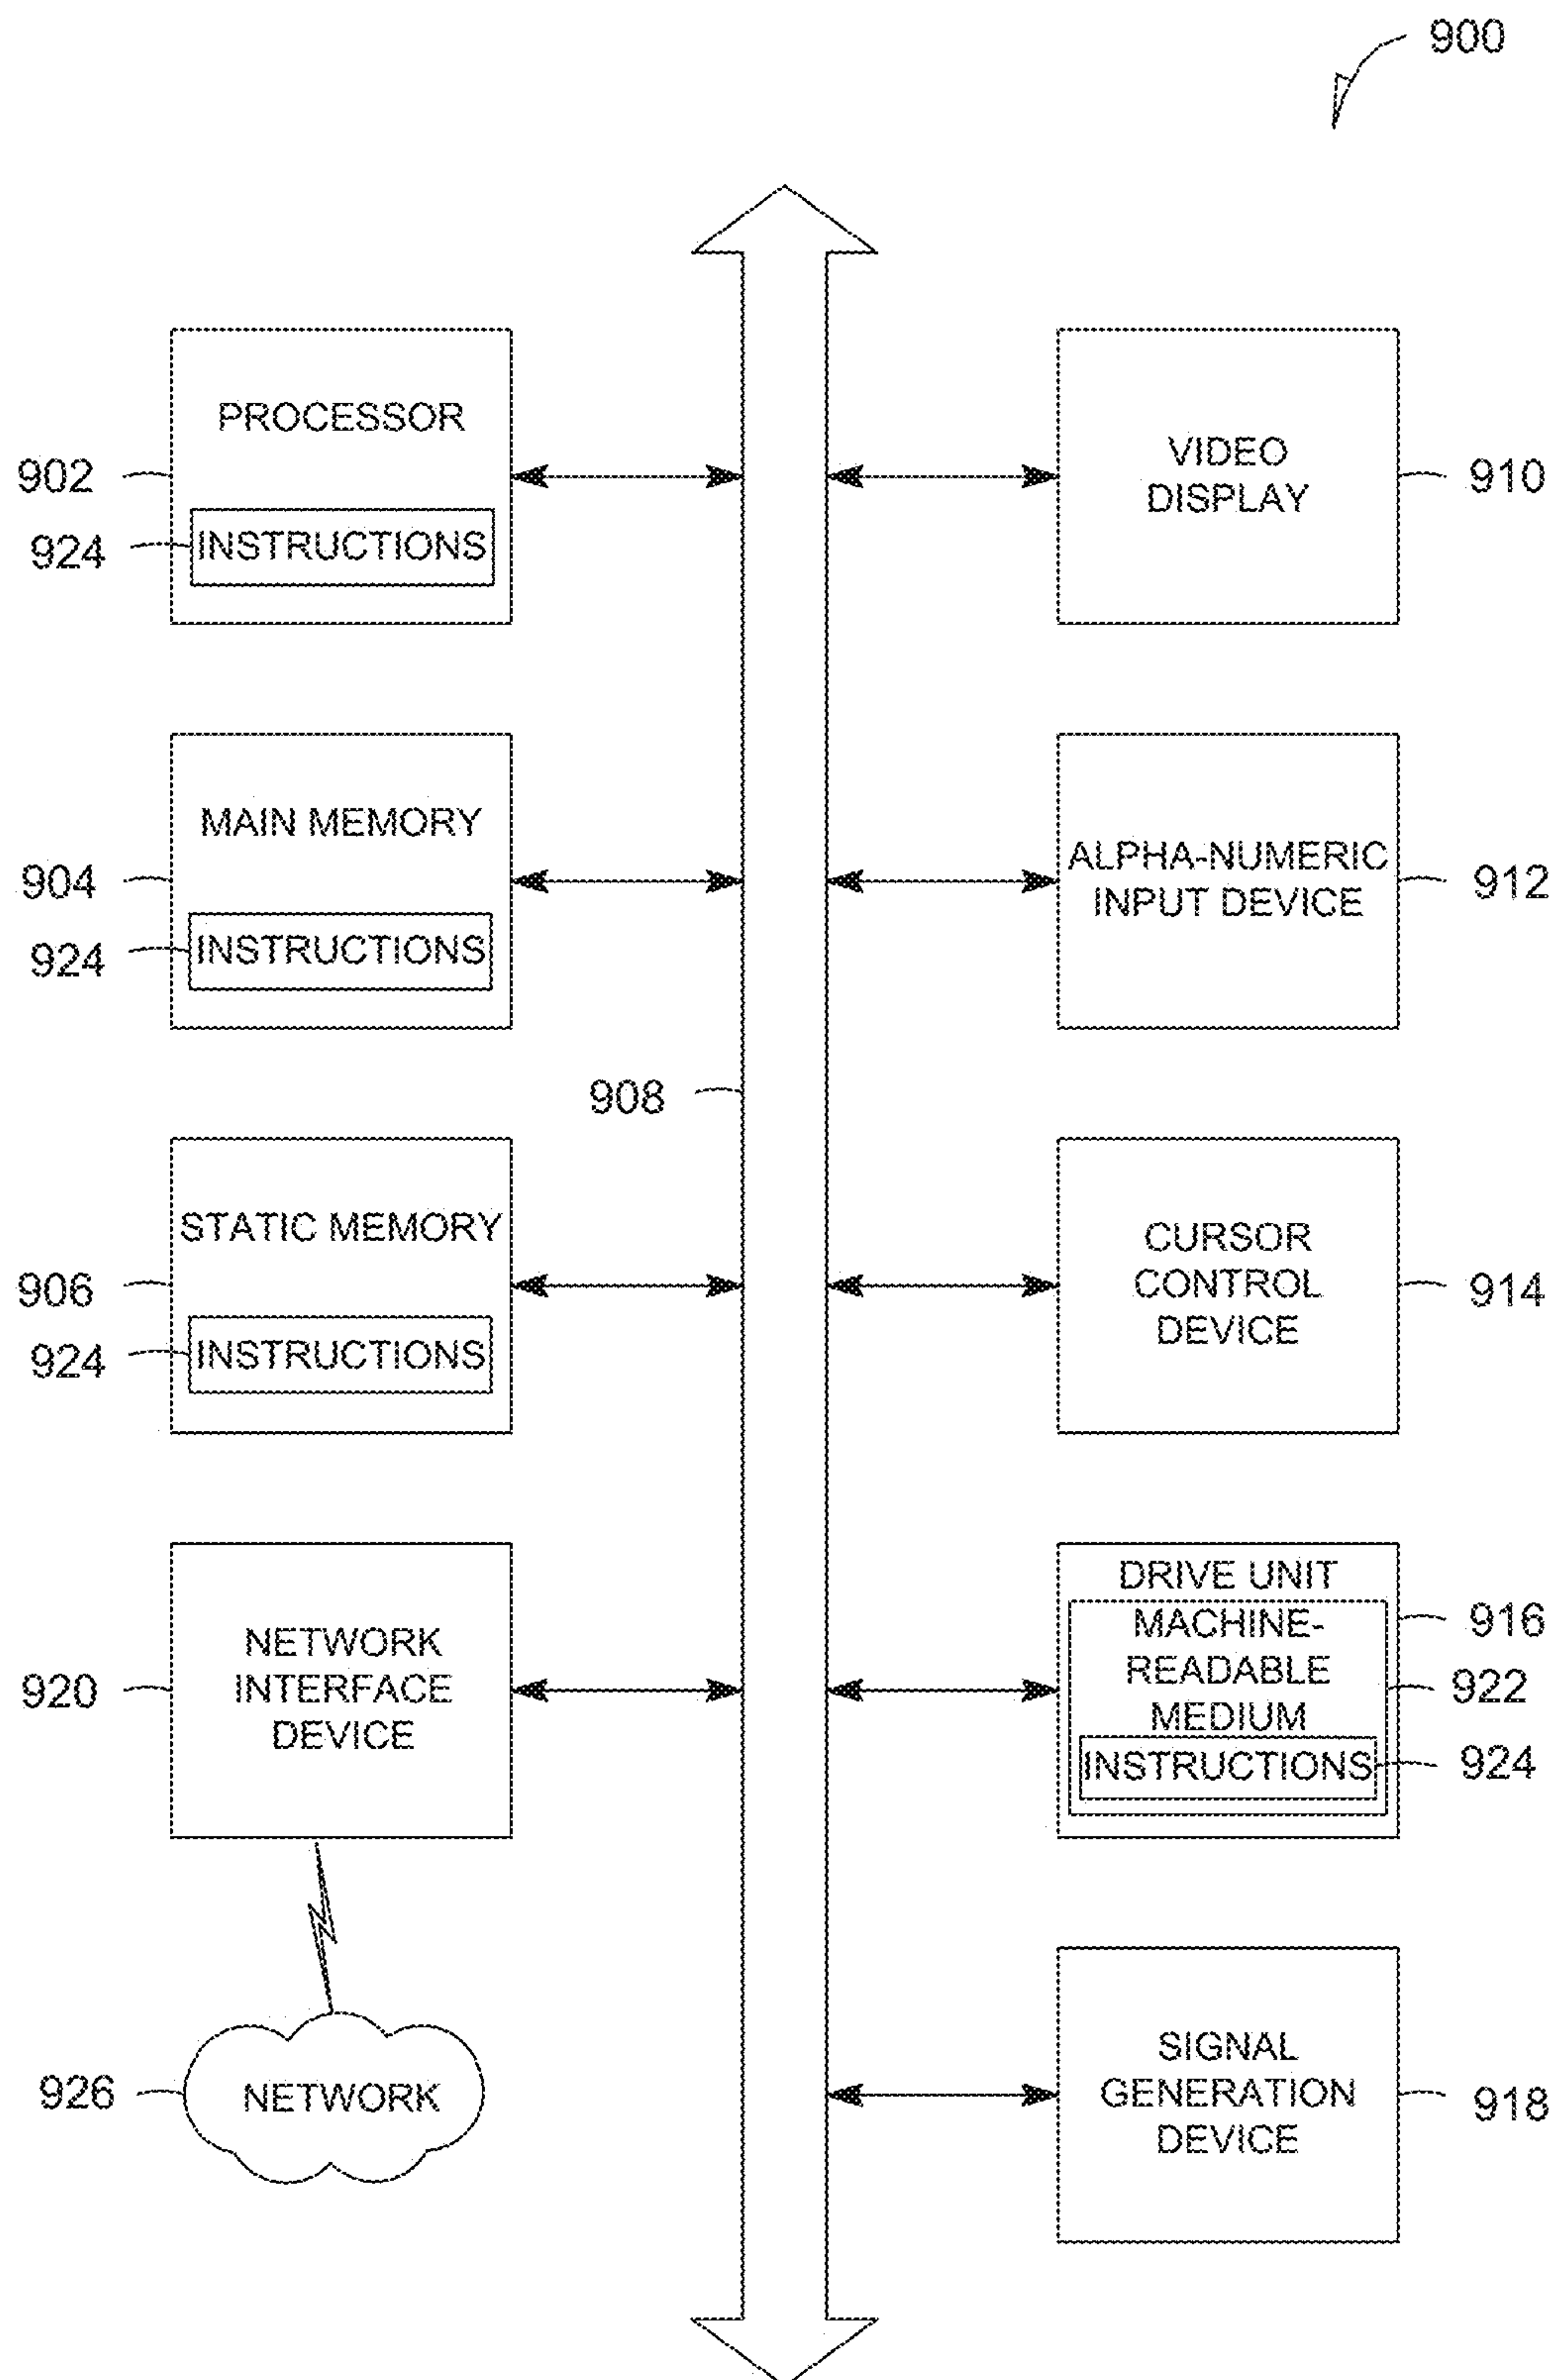 900
PROCESSOR
902
924
INSTRUCTIONS
VIDEO
DISPLAY
910
MAIN MEMORY
904
924
INSTRUCTIONS
ALPHA-NUMERIC
INPUT DEVICE
912
908
STATIC MEMORY
906
924
INSTRUCTIONS
CURSOR
CONTROL
DEVICE
914
NETWORK
INTERFACE
DEVICE
920
DRIVE UNIT
MACHINE-
READABLE
MEDIUM
INSTRUCTIONS
916
922
924
NETWORK
926
SIGNAL
GENERATION
DEVICE
918